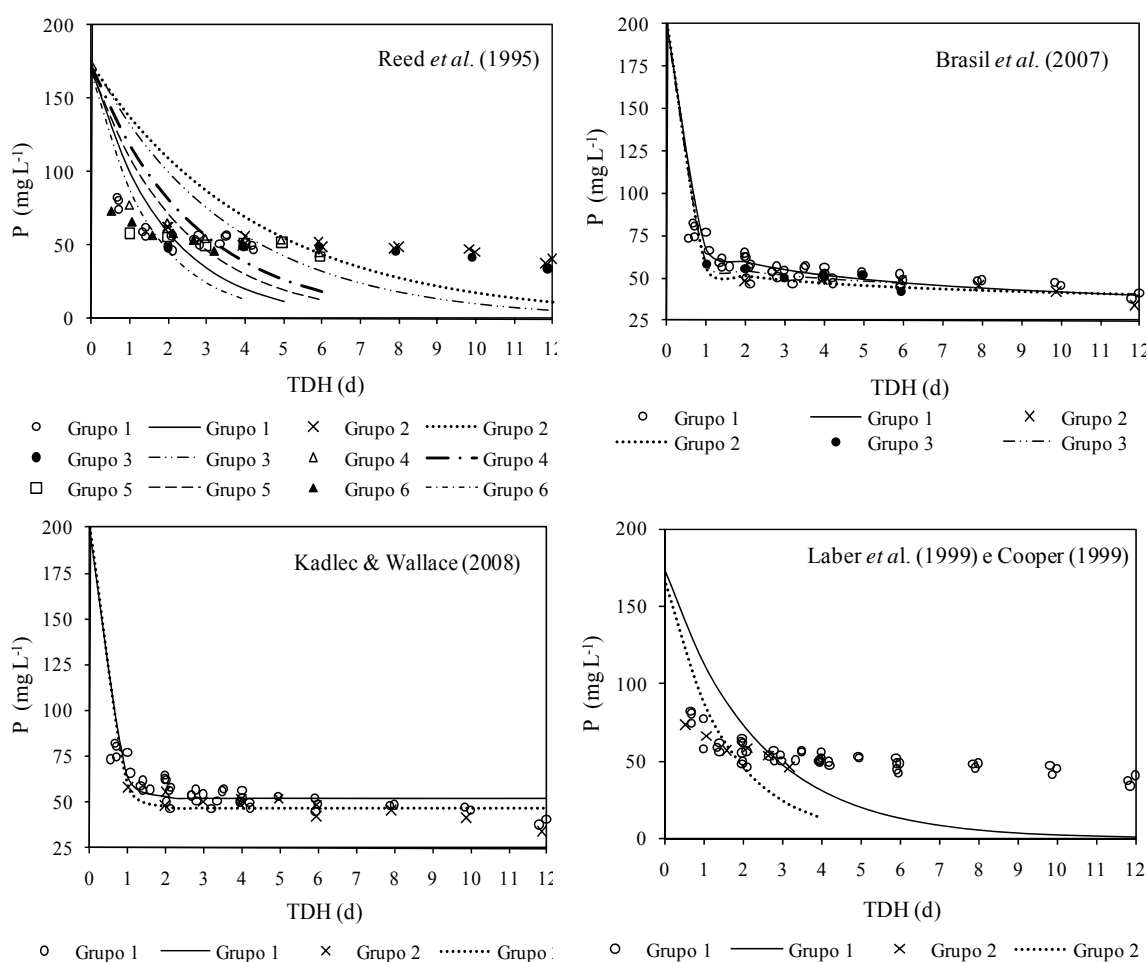 Reed et al. (1995)
P (mg L-1)
200
150
100
50
0
0 1 2 3 4 5 6 7 8 9 10 11 12
TDH (d)
Grupo 1 Grupo 1 Grupo 2 Grupo 2
Grupo 3 Grupo 3 Grupo 4 Grupo 4
Grupo 5 Grupo 5 Grupo 6 Grupo 6
Brasil et al. (2007)
P (mg L-1)
200
175
150
125
100
75
50
25
0 1 2 3 4 5 6 7 8 9 10 11 12
TDH (d)
Grupo 1 Grupo 1 Grupo 2
Grupo 2 Grupo 3 Grupo 3
Kadlec & Wallace (2008)
P (mg L-1)
200
175
150
125
100
75
50
25
0 1 2 3 4 5 6 7 8 9 10 11 12
TDH (d)
Grupo 1 Grupo 1 Grupo 2 Grupo
Laber et al. (1999) e Cooper (1999)
P (mg L-1)
200
150
100
50
0
0 1 2 3 4 5 6 7 8 9 10 11 12
TDH (d)
Grupo 1 Grupo 1 Grupo 2 Grupo 2